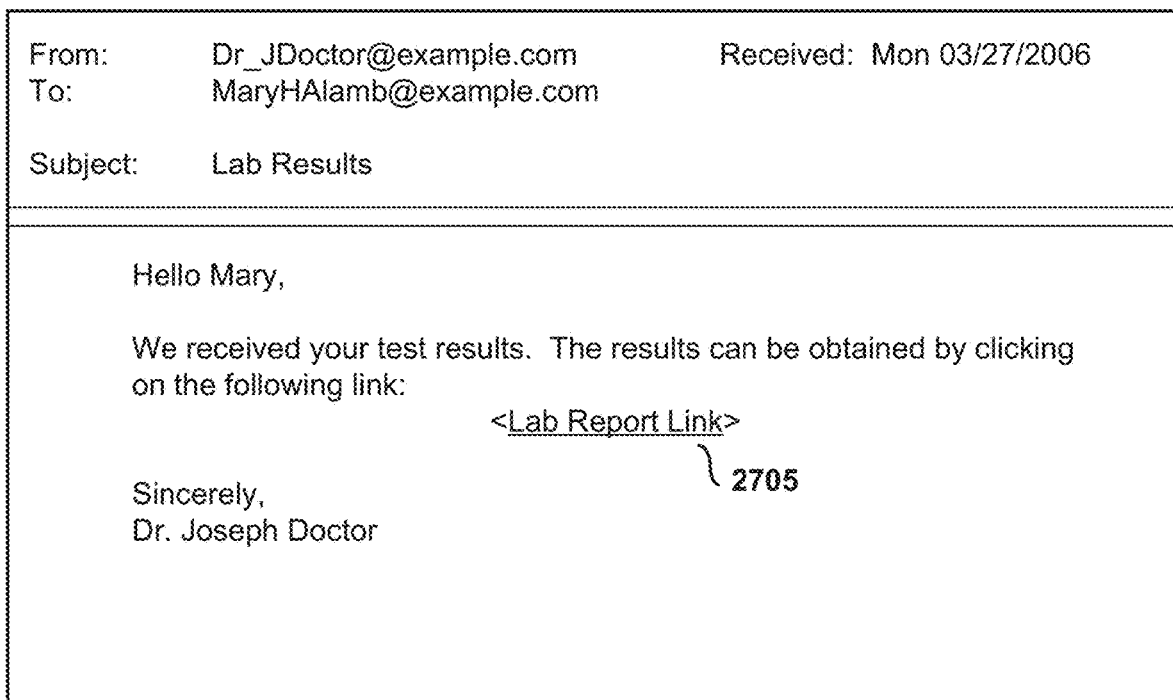 From: Dr_JDoctor@example.com Received: Mon 03/27/2006
To: MaryHAlamb@example.com
Subject: Lab Results
Hello Mary,
We received your test results. The results can be obtained by clicking
on the following link:
<Lab Report Link>
2705
Sincerely,
Dr. Joseph Doctor